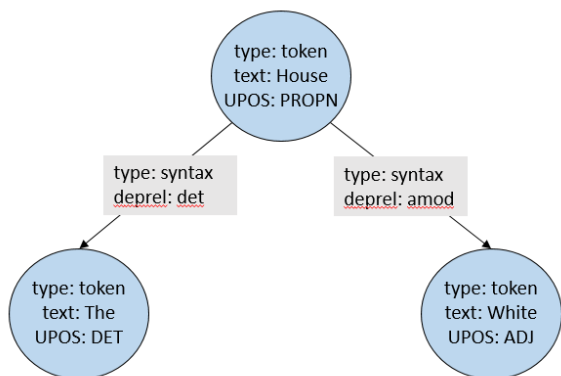 type: token
text: House
UPOS: PROPN
type: syntax
deprel: det
type: syntax
deprel: amod
type: token
text: The
UPOS: DET
type: token
text: White
UPOS: ADJ